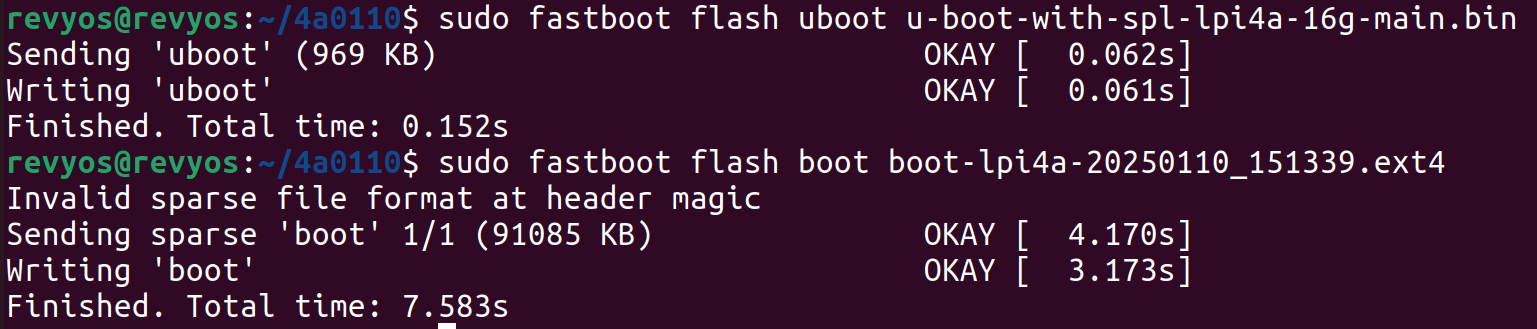 revyos@revyos:~/4a0110$ sudo fastboot flash uboot u-boot-with-spl-lpi4a-16g-main.bin
Sending 'uboot' (969 KB)                           OKAY [  0.062s]
Writing 'uboot'                                    OKAY [  0.061s]
Finished. Total time: 0.152s
revyos@revyos:~/4a0110$ sudo fastboot flash boot boot-lpi4a-20250110_151339.ext4
Invalid sparse file format at header magic
Sending sparse 'boot' 1/1 (91085 KB)               OKAY [  4.170s]
Writing 'boot'                                     OKAY [  3.173s]
Finished. Total time: 7.583s